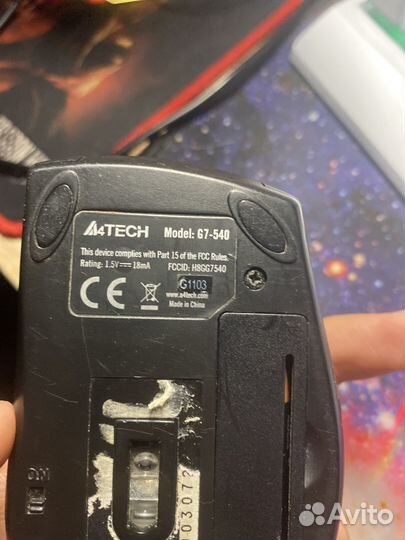 A4TECH Model: G7-540
This device complies with Part 15 of the FCC Rules.
Rating: 1.5V 18mA FCCID: H8GG7540
CE G1103
www.a4tech.com
Made in China
03072
Avito